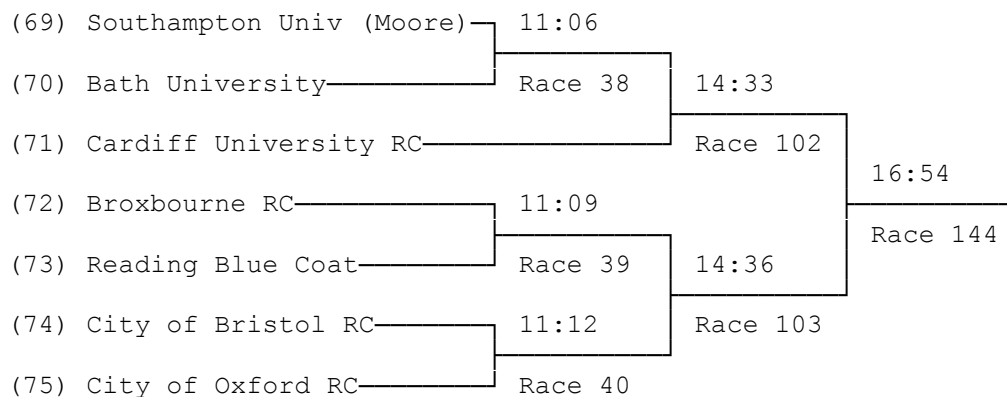 (69) Southampton Univ (Moore) 11:06
(70) Bath University Race 38 14:33
(71) Cardiff University RC Race 102
16:54
(72) Broxbourne RC 11:09
Race 144
(73) Reading Blue Coat Race 39 14:36
(74) City of Bristol RC 11:12 Race 103
(75) City of Oxford RC Race 40